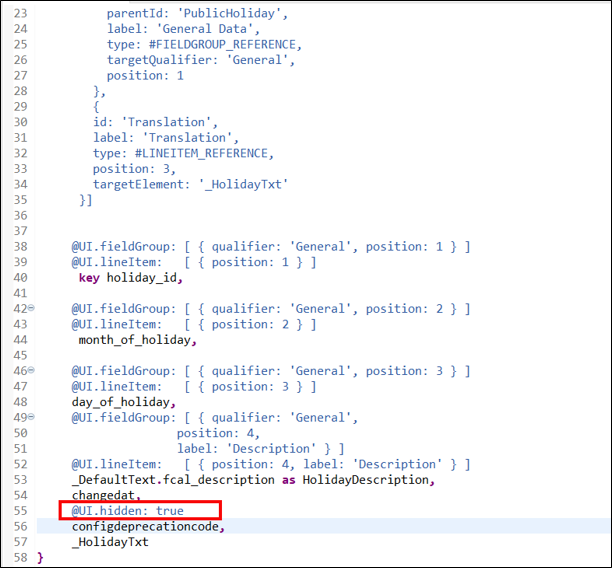 23 parentId: 'PublicHoliday',
24 label: 'General Data',
25 type: #FIELDGROUP_REFERENCE,
26 targetQualifier: 'General',
27 position: 1
28 },
29 {
30 id: 'Translation',
31 label: 'Translation',
32 type: #LINEITEM_REFERENCE,
33 position: 3,
34 targetElement: '_HolidayTxt'
35 }]
36
37
38 @UI.fieldGroup: [ { qualifier: 'General', position: 1 } ]
39 @UI.lineItem:   [ { position: 1 } ]
40 key holiday_id,
41
42 @UI.fieldGroup: [ { qualifier: 'General', position: 2 } ]
43 @UI.lineItem:   [ { position: 2 } ]
44 month_of_holiday,
45
46 @UI.fieldGroup: [ { qualifier: 'General', position: 3 } ]
47 @UI.lineItem:   [ { position: 3 } ]
48 day_of_holiday,
49 @UI.fieldGroup: [ { qualifier: 'General',
50 position: 4,
51 label: 'Description' } ]
52 @UI.lineItem:   [ { position: 4, label: 'Description' } ]
53 _DefaultText.fcal_description as HolidayDescription,
54 changedat,
55 @UI.hidden: true
56 configdeprecationcode,
57 _HolidayTxt
58 }